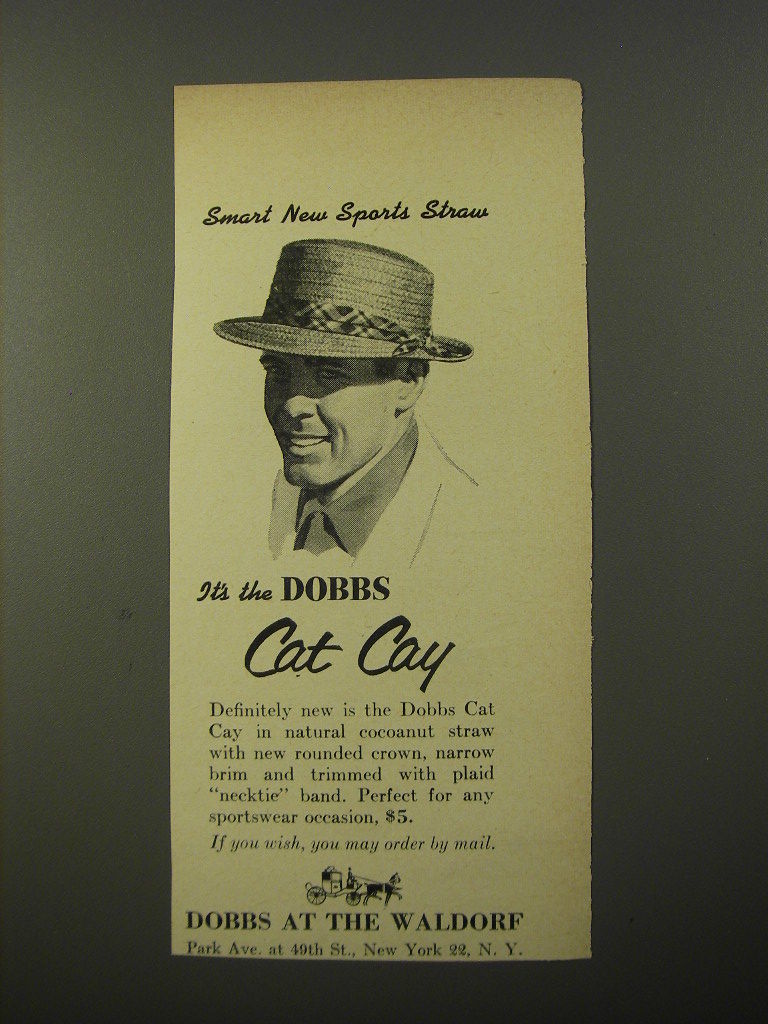 Smart New Sports Straw
It's the DOBBS
Cat Cay
Definitely new is the Dobbs Cat
Cay in natural cocoanut straw
with new rounded crown, narrow
brim and trimmed with plaid
"necktie" band. Perfect for any
sportswear occasion, $5.
If you wish, you may order by mail.
DOBBS AT THE WALDORF
Park Ave. at 49th St., New York 22, N. Y.